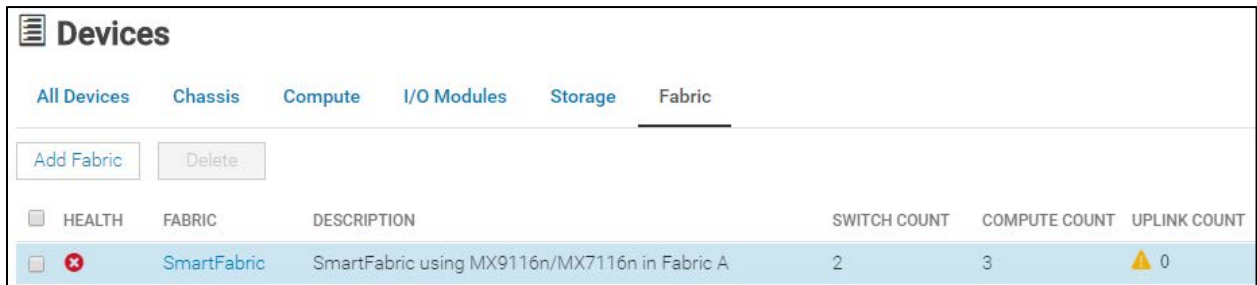 Devices
All Devices Chassis Compute I/O Modules Storage Fabric
Add Fabric Delete
HEALTH FABRIC DESCRIPTION SWITCH COUNT COMPUTE COUNT UPLINK COUNT
SmartFabric SmartFabric using MX9116n/MX7116n in Fabric A 2 3 0